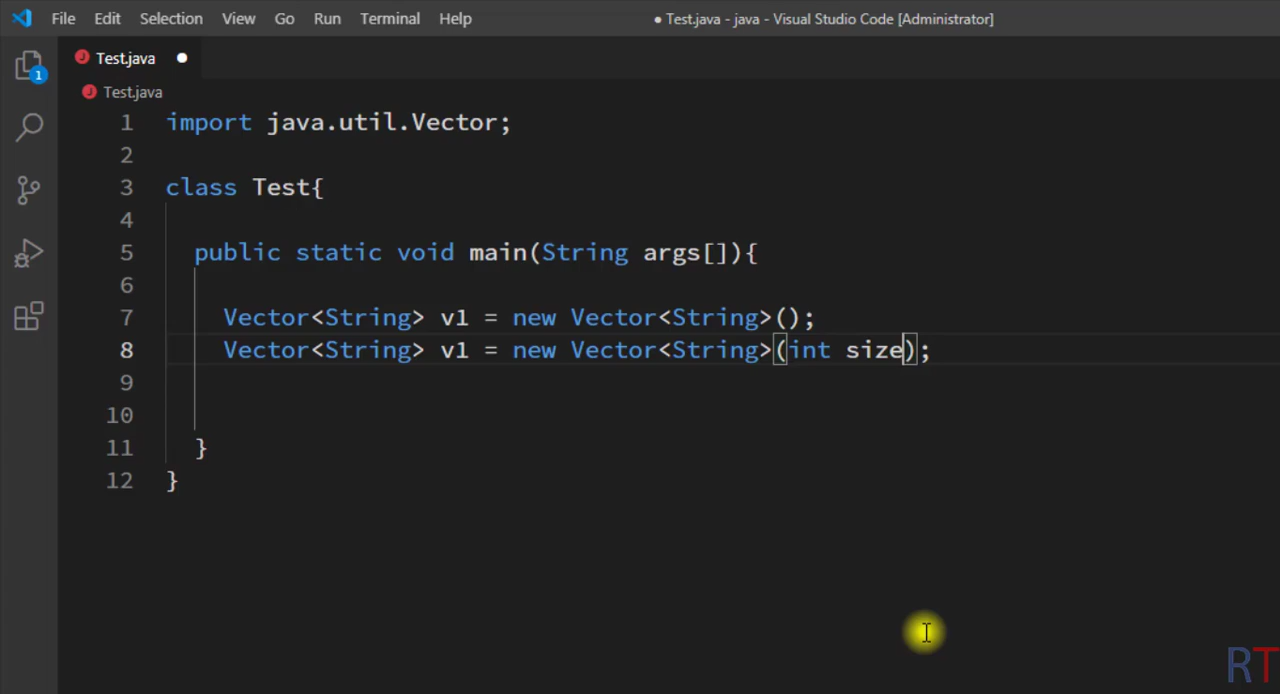 File Edit Selection View Go Run Terminal Help ● Test.java - java - Visual Studio Code [Administrator]
J Test.java ●
1
J Test.java
1 import java.util.Vector;
2
3 class Test{
4
5 public static void main(String args[]){
6
7 Vector<String> v1 = new Vector<String>();
8 Vector<String> v1 = new Vector<String>(int size);
9
10
11 }
12 }
RT